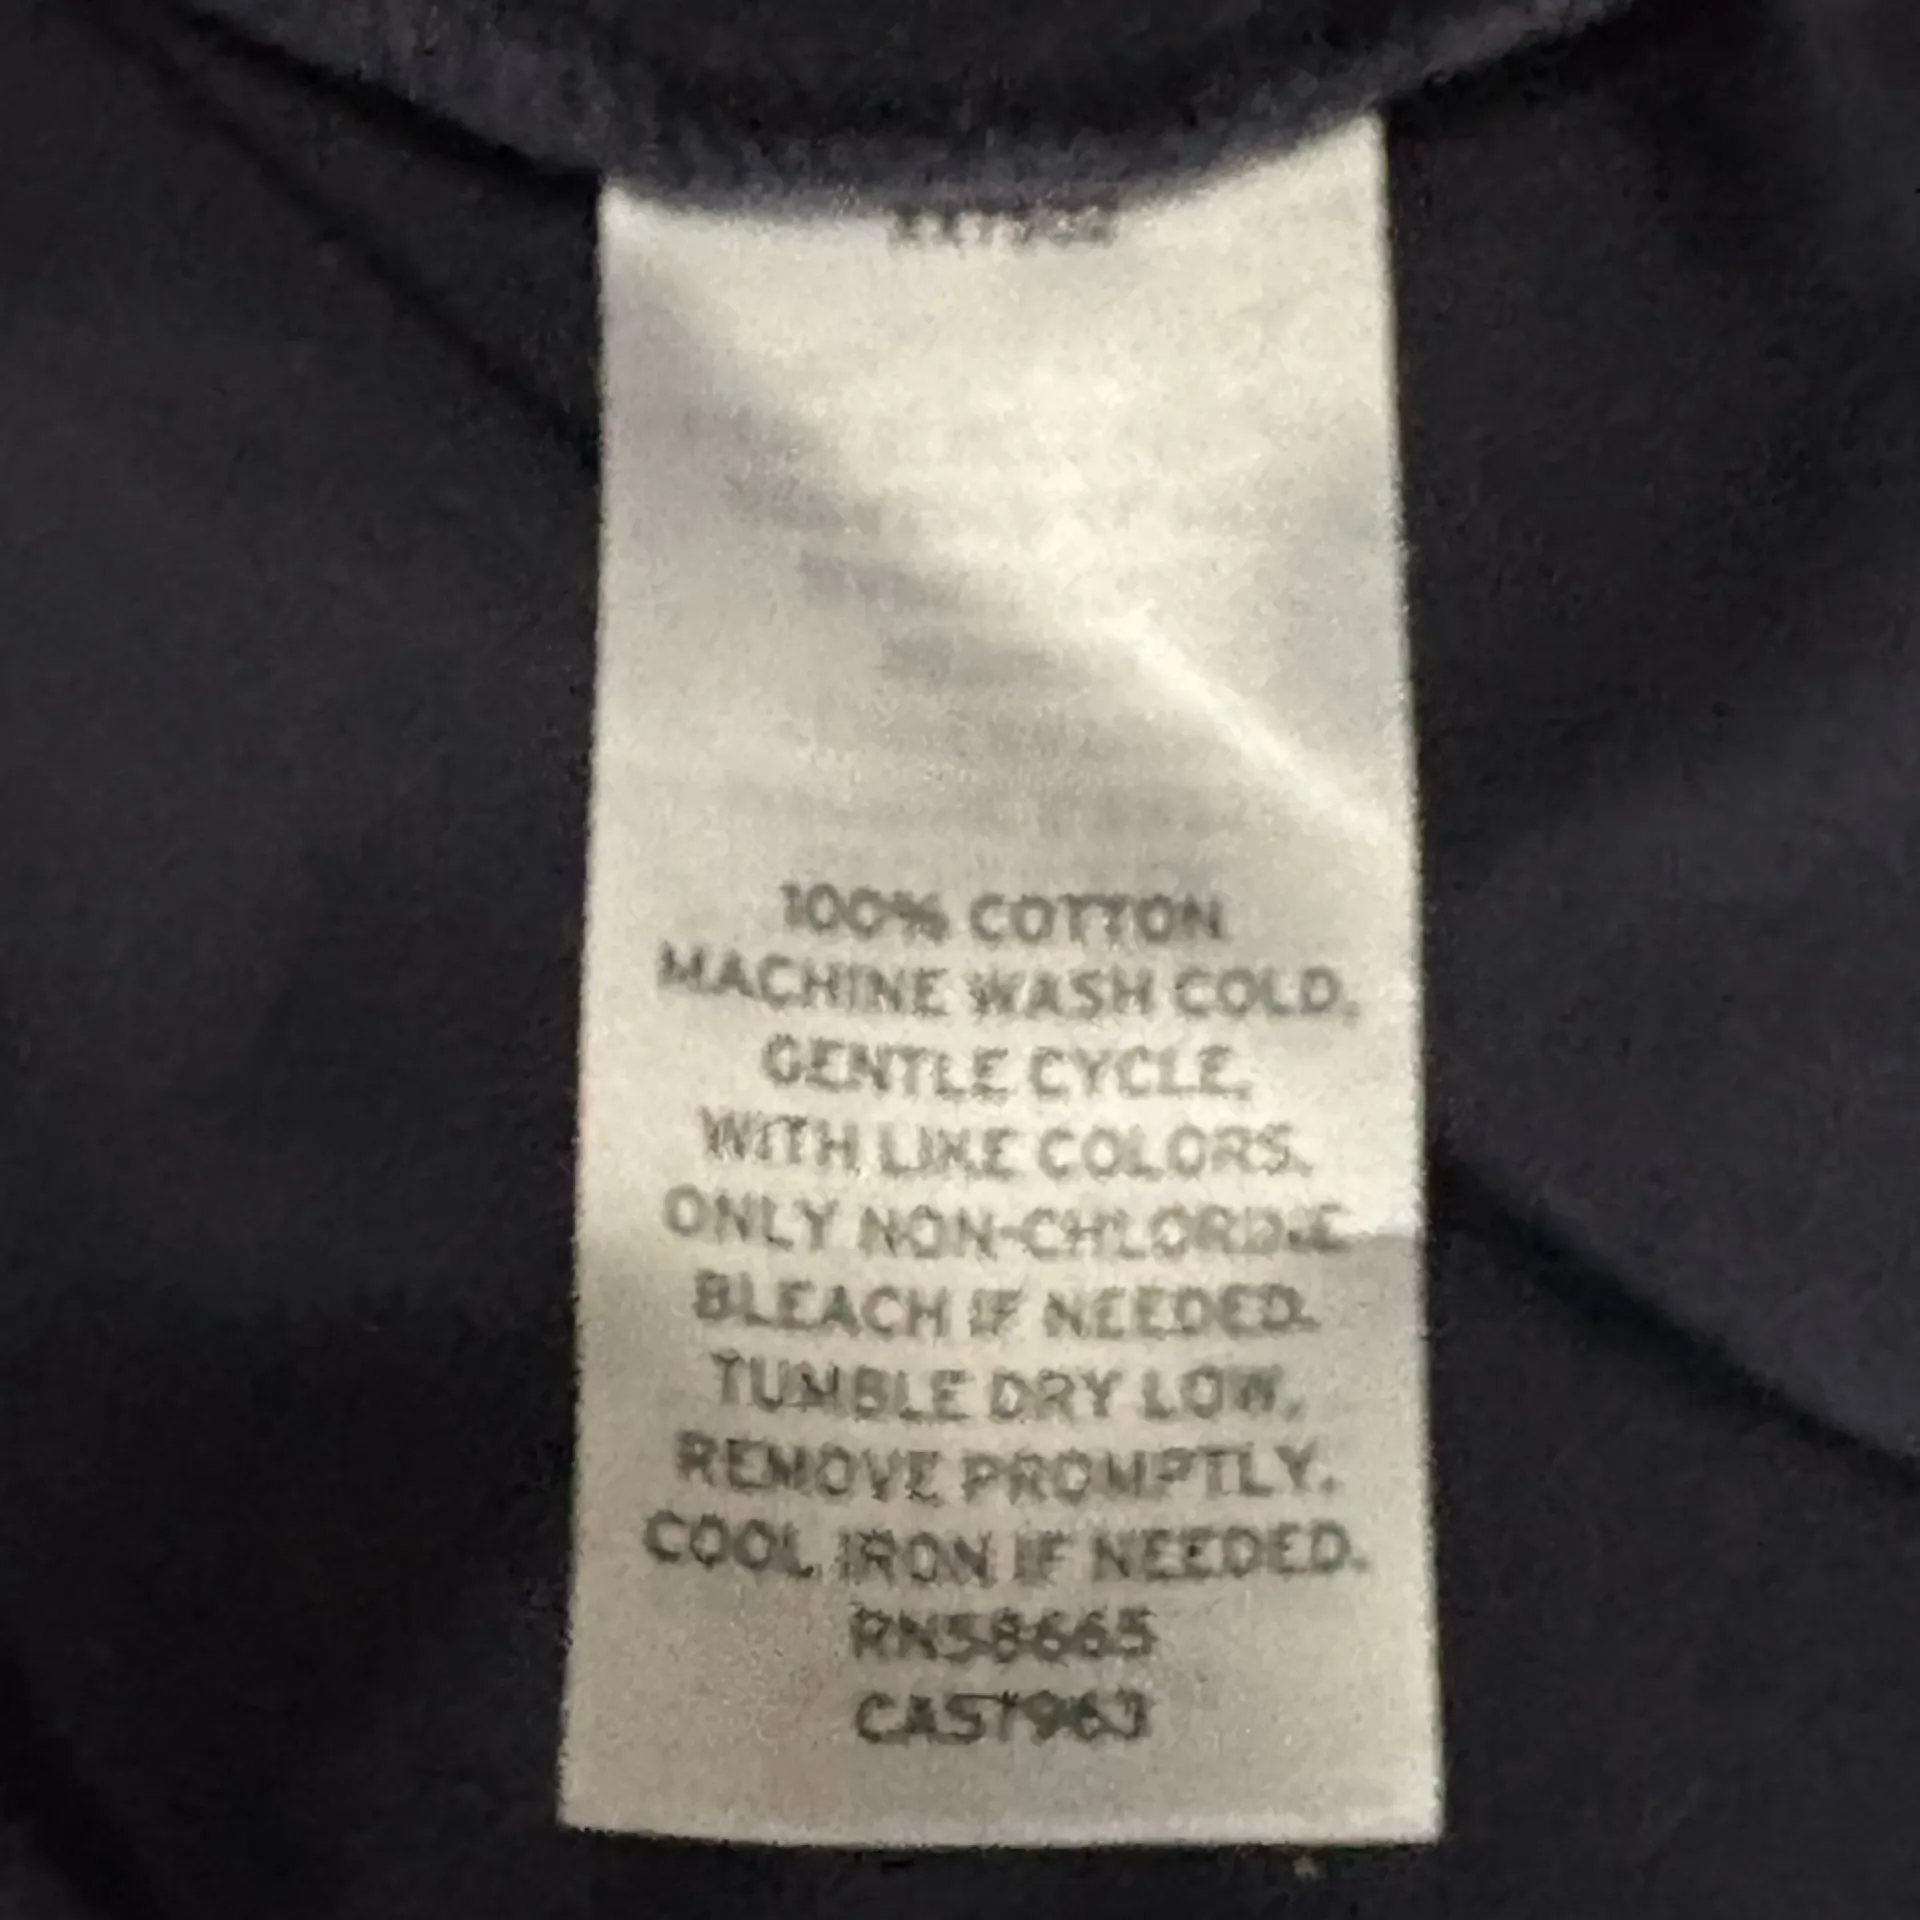 100% COTTON
MACHINE WASH COLD,
GENTLE CYCLE,
WITH LIKE COLORS.
ONLY NON-CHLORINE
BLEACH IF NEEDED.
TUMBLE DRY LOW,
REMOVE PROMPTLY.
COOL IRON IF NEEDED.
RN58665
CA57963